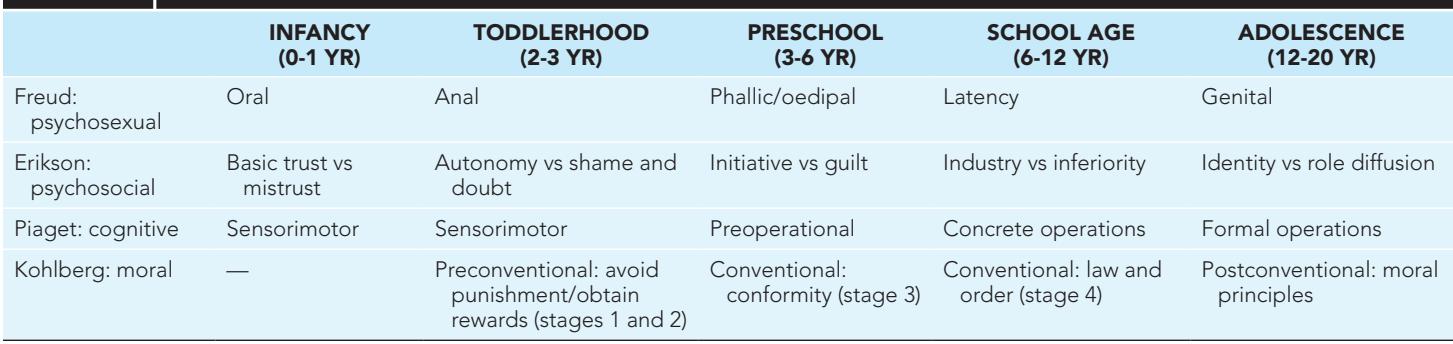 INFANCY TODDLERHOOD PRESCHOOL SCHOOL AGE ADOLESCENCE
(0-1 YR) (2-3 YR) (3-6 YR) (6-12 YR) (12-20 YR)
Freud: Oral Anal Phallic/oedipal Latency Genital
psychosexual
Erikson: Basic trust vs Autonomy vs shame and Initiative vs guilt Industry vs inferiority Identity vs role diffusion
psychosocial mistrust doubt
Piaget: cognitive Sensorimotor Sensorimotor Preoperational Concrete operations Formal operations
Kohlberg: moral — Preconventional: avoid Conventional: Conventional: law and Postconventional: moral
punishment/obtain conformity (stage 3) order (stage 4) principles
rewards (stages 1 and 2)